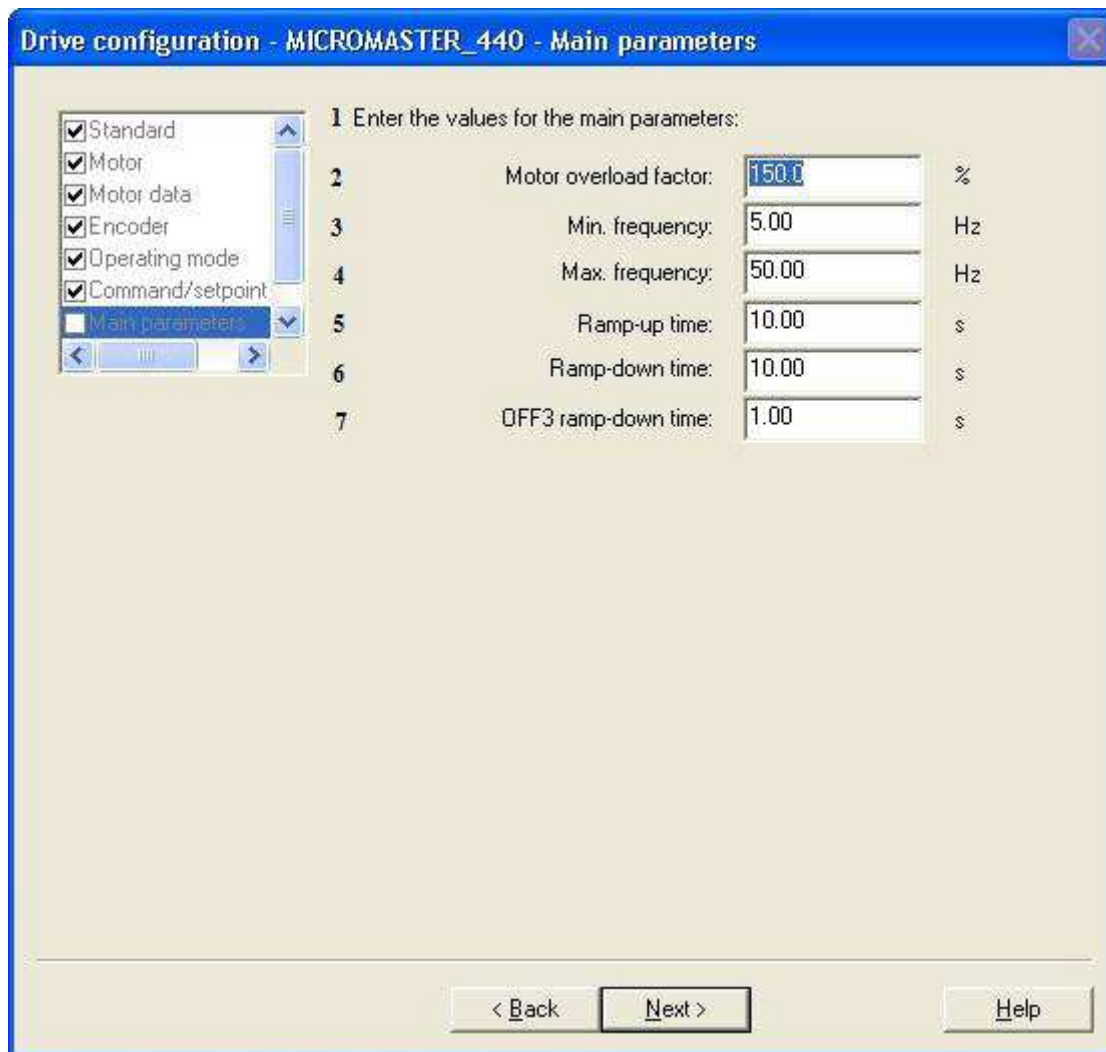 Drive configuration - MICROMASTER_440 - Main parameters
Standard
Motor
Motor data
Encoder
Operating mode
Command/setpoint
Main parameters
1 Enter the values for the main parameters:
2 Motor overload factor: 150.0 %
3 Min. frequency: 5.00 Hz
4 Max. frequency: 50.00 Hz
5 Ramp-up time: 10.00 s
6 Ramp-down time: 10.00 s
7 OFF3 ramp-down time: 1.00 s
< Back Next > Help